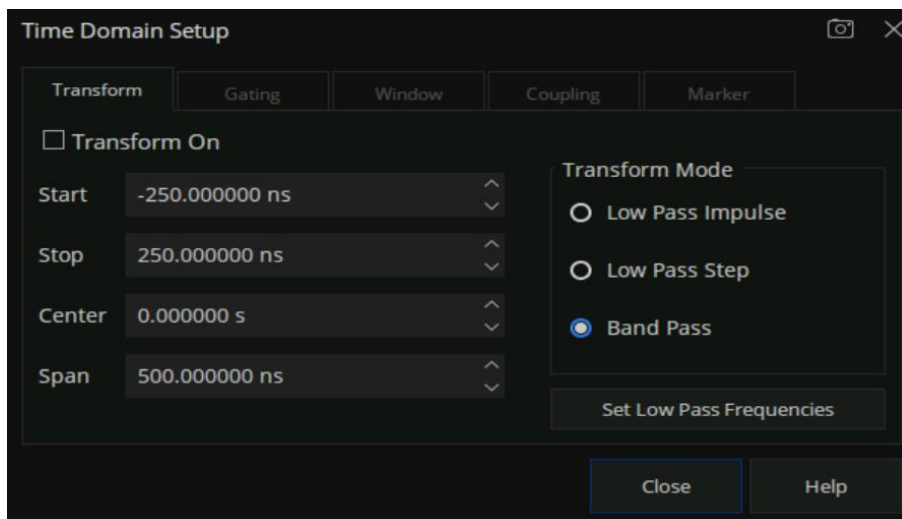 Time Domain Setup
Transform Gating Window Coupling Marker
Transform On
Start -250.000000 ns
Stop 250.000000 ns
Center 0.000000 s
Span 500.000000 ns
Transform Mode
Low Pass Impulse
Low Pass Step
Band Pass
Set Low Pass Frequencies
Close Help